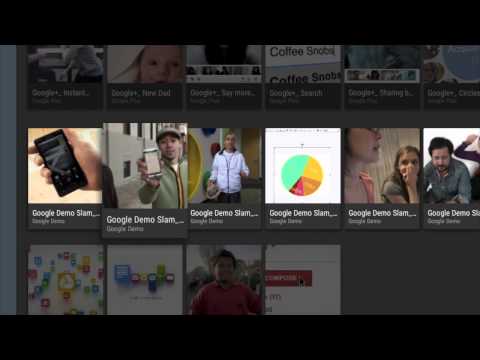 Coffee Snobs
Coffee Snobs
Google+_ Instant...
Google Plus
Google+_ New Dad
Google Plus
Google+_ Say more...
Google Plus
Google+_ Search
Google Plus
Google+_ Sharing b...
Google Plus
Google+_ Circles
Google Plus
Google Demo Slam_...
Google Demo
Google Demo Slam_...
Google Demo
Google Demo Slam_...
Google Demo
Google Demo Slam_...
Google Demo
Google Demo Slam_...
Google Demo
Google Demo
Google Demo
COMPOSE